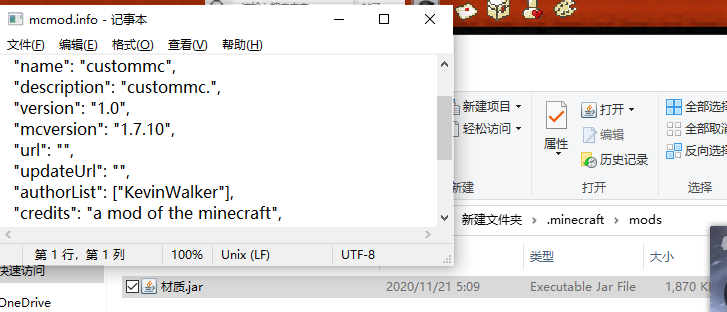 mcmod.info - 记事本
文件(F) 编辑(E) 格式(O) 查看(V) 帮助(H)
"name": "custommc",
"description": "custommc.",
"version": "1.0",
"mcversion": "1.7.10",
"url": "",
"updateUrl": "",
"authorList": ["KevinWalker"],
"credits": "a mod of the minecraft",
第 1 行，第 1 列 100% Unix (LF) UTF-8
新建项目
轻松访问
新建
属性
打开
编辑
历史记录
打开
全部选择
全部取消
反向选择
选择
新建文件夹 .minecraft mods
类型 大小
快速访问
材质.jar 2020/11/21 5:09 Executable Jar File 1,870 K
OneDrive